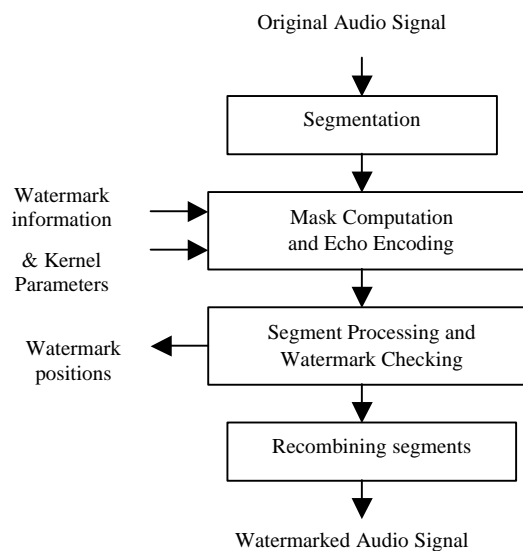 Original Audio Signal
Segmentation
Watermark
information
& Kernel
Parameters
Mask Computation
and Echo Encoding
Segment Processing and
Watermark Checking
Watermark
positions
Recombining segments
Watermarked Audio Signal